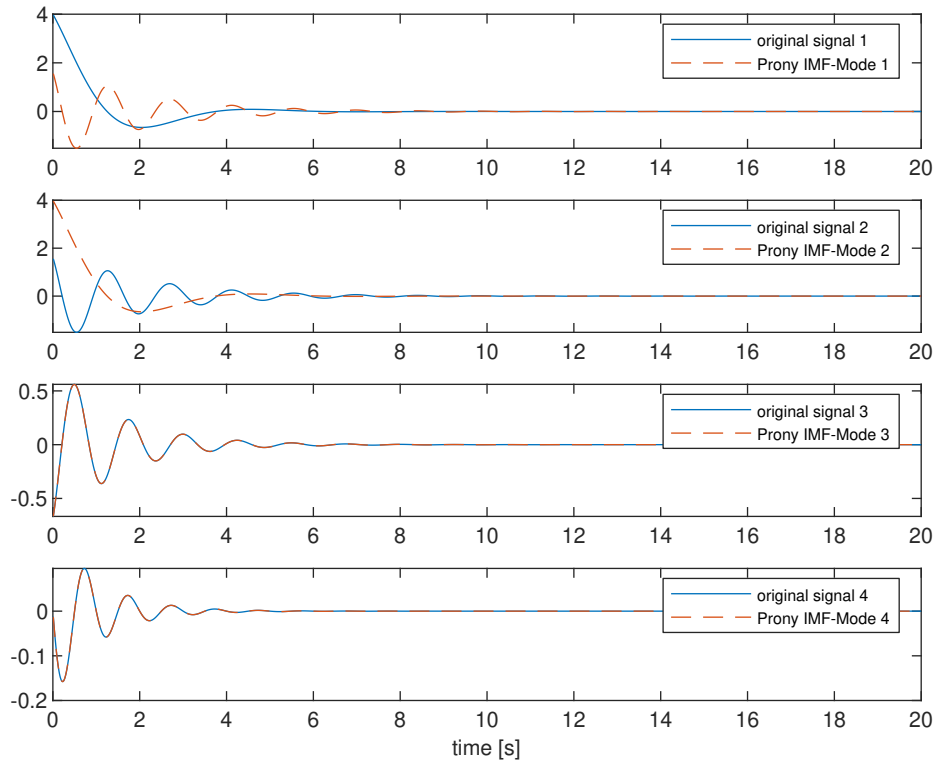 4
2
0
0 2 4 6 8 10 12 14 16 18 20
original signal 1
Prony IMF-Mode 1
4
2
0
0 2 4 6 8 10 12 14 16 18 20
original signal 2
Prony IMF-Mode 2
0.5
0
-0.5
0 2 4 6 8 10 12 14 16 18 20
original signal 3
Prony IMF-Mode 3
0
-0.1
-0.2
0 2 4 6 8 10 12 14 16 18 20
original signal 4
Prony IMF-Mode 4
time [s]